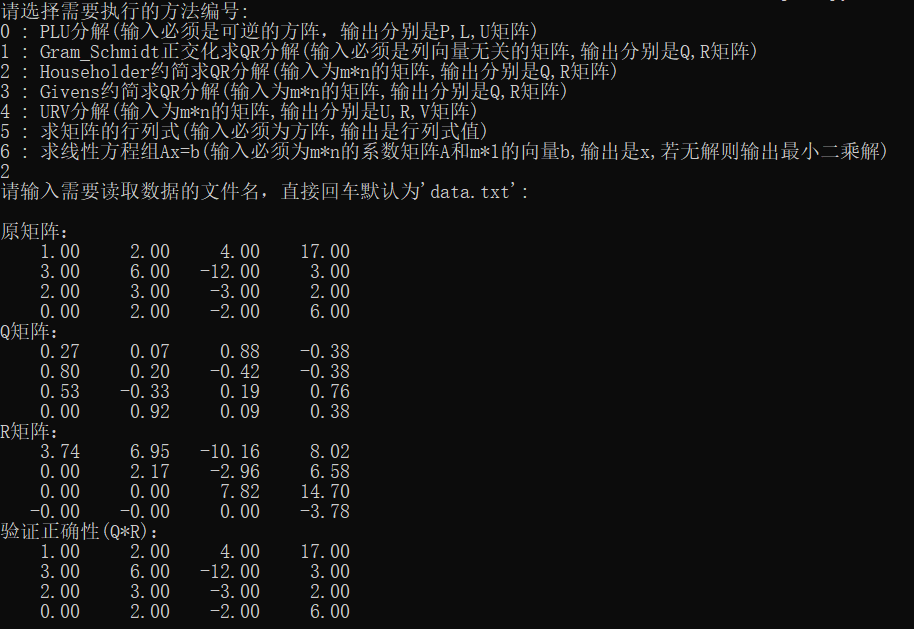 请选择需要执行的方法编号:
0 : PLU分解(输入必须是可逆的方阵，输出分别是P,L,U矩阵)
1 : Gram_Schmidt正交化求QR分解(输入必须是列向量无关的矩阵,输出分别是Q,R矩阵)
2 : Householder约简求QR分解(输入为m*n的矩阵,输出分别是Q,R矩阵)
3 : Givens约简求QR分解(输入为m*n的矩阵,输出分别是Q,R矩阵)
4 : URV分解(输入为m*n的矩阵,输出分别是U,R,V矩阵)
5 : 求矩阵的行列式(输入必须为方阵,输出是行列式值)
6 : 求线性方程组Ax=b(输入必须为m*n的系数矩阵A和m*1的向量b,输出是x,若无解则输出最小二乘解)
2
请输入需要读取数据的文件名，直接回车默认为'data.txt':
原矩阵:
1.00 2.00 4.00 17.00
3.00 6.00 -12.00 3.00
2.00 3.00 -3.00 2.00
0.00 2.00 -2.00 6.00
Q矩阵:
0.27 0.07 0.88 -0.38
0.80 0.20 -0.42 -0.38
0.53 -0.33 0.19 0.76
0.00 0.92 0.09 0.38
R矩阵:
3.74 6.95 -10.16 8.02
0.00 2.17 -2.96 6.58
0.00 0.00 7.82 14.70
-0.00 -0.00 0.00 -3.78
验证正确性(Q*R):
1.00 2.00 4.00 17.00
3.00 6.00 -12.00 3.00
2.00 3.00 -3.00 2.00
0.00 2.00 -2.00 6.00